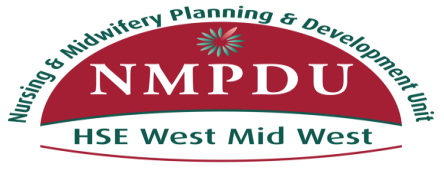 Nursing & Midwifery Planning & Development Unit
NMPDU
HSE West Mid West